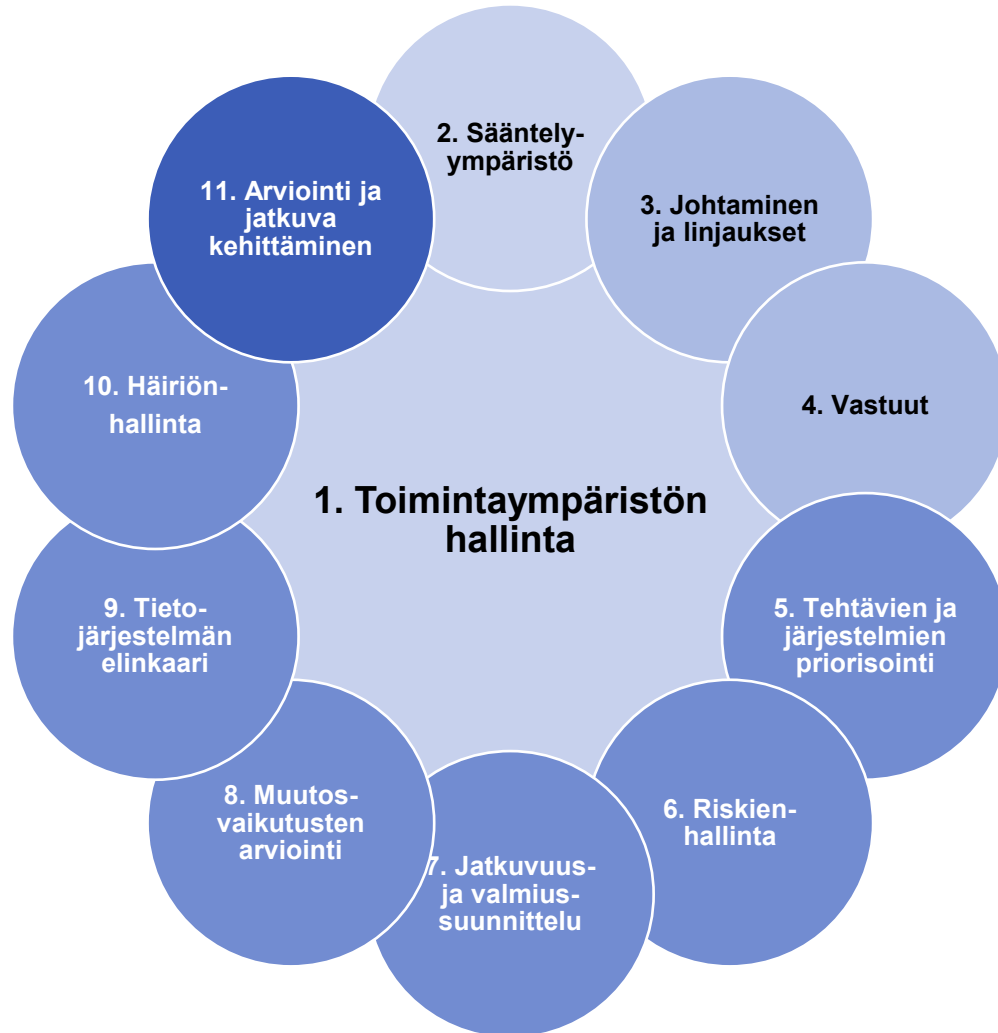 2. Sääntely-
ympäristö
3. Johtaminen
ja linjaukset
4. Vastuut
5. Tehtävien ja
järjestelmien
priorisointi
6. Riskien-
hallinta
7. Jatkuvuus-
ja valmius-
suunnittelu
8. Muutos-
vaikutusten
arviointi
9. Tieto-
järjestelmän
elinkaari
10. Häiriön-
hallinta
11. Arviointi ja
jatkuva
kehittäminen
1. Toimintaympäristön
hallinta